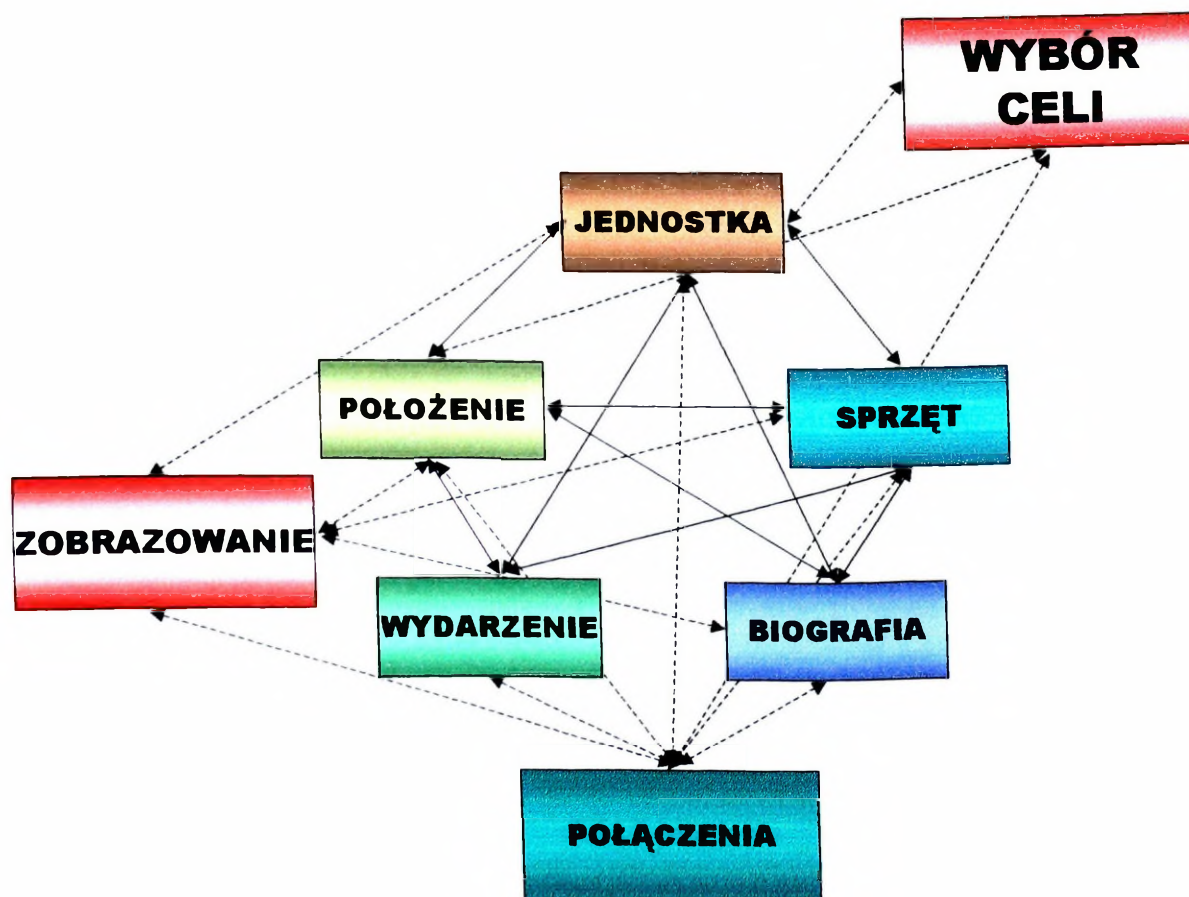 WYBÓR
CELI
JEDNOSTKA
POŁOŻENIE
SPRZĘT
ZOBRAZOWANIE
WYDARZENIE
BIOGRAFIA
POŁĄCZENIA